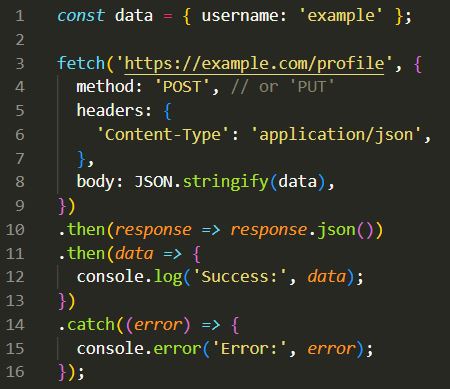 1 const data = { username: 'example' };
2
3 fetch('https://example.com/profile', {
4   method: 'POST', // or 'PUT'
5   headers: {
6     'Content-Type': 'application/json',
7   },
8   body: JSON.stringify(data),
9 })
10 .then(response => response.json())
11 .then(data => {
12   console.log('Success:', data);
13 })
14 .catch((error) => {
15   console.error('Error:', error);
16 });